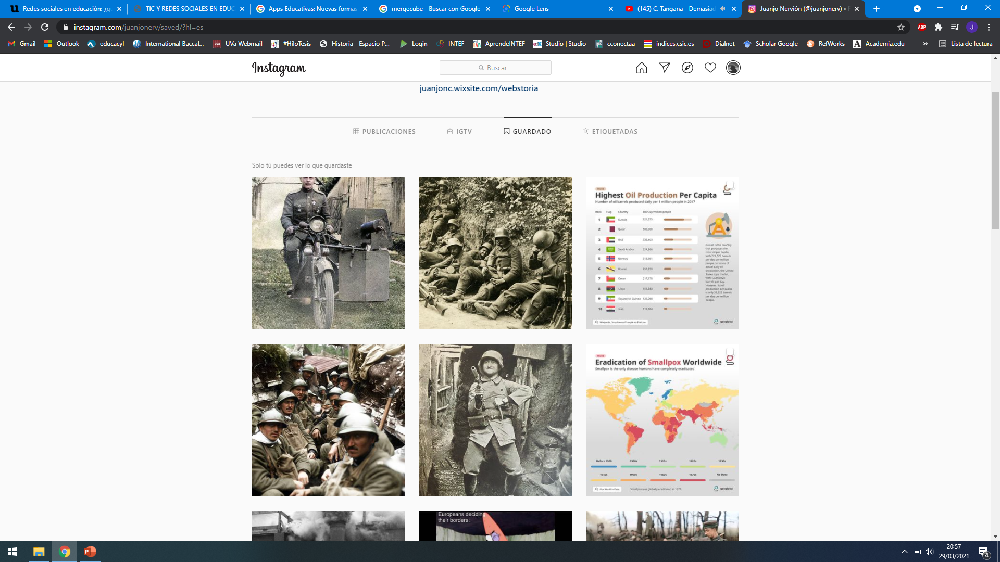 Redes sociales en educación: ¿qu
TIC Y REDES SOCIALES EN EDUC
Apps Educativas: Nuevas formas
mergecube - Buscar con Google
Google Lens
(145) C. Tangana - Demasiad
Juanjo Nervión (@juanjonerv) •
instagram.com/juanjonerv/saved/?hl=es
ABP
J
Gmail
Outlook
educacyl
International Baccal...
UVa Webmail
#HiloTesis
Historia - Espacio P...
Login
INTEF
AprendeINTEF
Studio | Studio
cconectaa
indices.csic.es
Dialnet
Scholar Google
RefWorks
Academia.edu
»
Lista de lectura
Instagram
Buscar
juanjonc.wixsite.com/webstoria
PUBLICACIONES
IGTV
GUARDADO
ETIQUETADAS
Solo tú puedes ver lo que guardaste
World
Highest Oil Production Per Capita
Number of oil barrels produced daily per 1 million people in 2017
Rank Flag Country Bbl/Day/million people
1 Kuwait 721,575
2 Qatar 500,000
3 UAE 335,103
4 Saudi Arabia 324,866
5 Norway 313,661
6 Brunei 257,959
7 Oman 217,178
8 Libya 159,383
9 Equatorial Guinea 125,068
10 Iraq 119,664
Kuwait is the country
that produces the
most oil per capita,
with 721,575 barrels
per day per million
people. In terms of
actual daily oil
production, the United
States tops the list,
with 12,248,020
barrels per day.
However, its oil
production per capita
is only 35,922 barrels
per day per million
people.
Wikipedia, Smashicons/Freepik via Flaticon
geoglobal
World
Eradication of Smallpox Worldwide
Smallpox is the only disease humans have completely eradicated
Before 1900 1900s 1910s 1920s 1930s
1940s 1950s 1960s 1970s No Data
Our World in Data
Smallpox was globally eradicated in 1977.
geoglobal
Europeans deciding
their borders:
20:57
29/03/2021
4